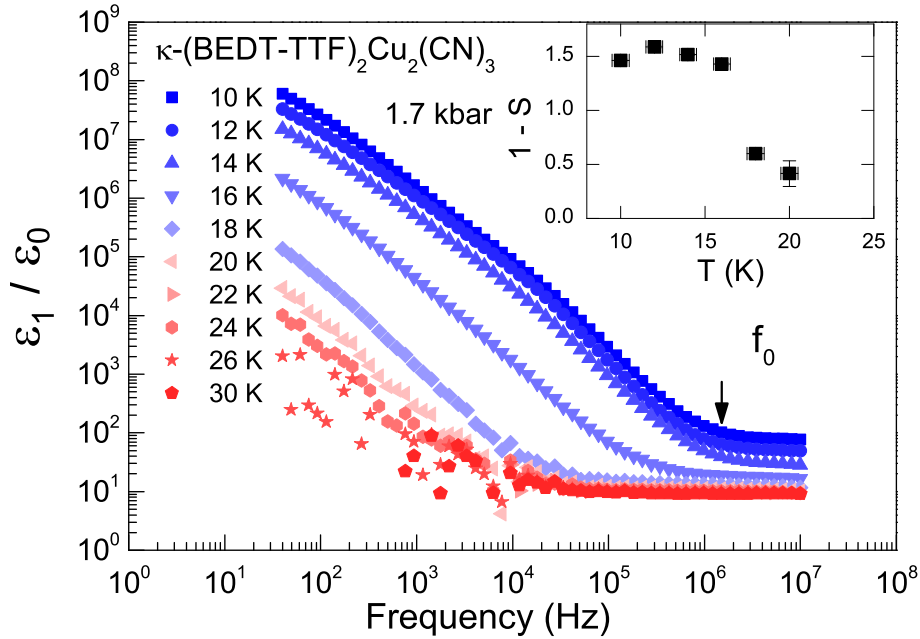 κ-(BEDT-TTF)₂Cu₂(CN)₃
1.7 kbar
10 K
12 K
14 K
16 K
18 K
20 K
22 K
24 K
26 K
30 K
f₀
ε₁ / ε₀
10⁹
10⁸
10⁷
10⁶
10⁵
10⁴
10³
10²
10¹
10⁰
10⁰ 10¹ 10² 10³ 10⁴ 10⁵ 10⁶ 10⁷
Frequency (Hz)
1 - S
1.5
1.0
0.5
0.0
10 15 20 25
T (K)